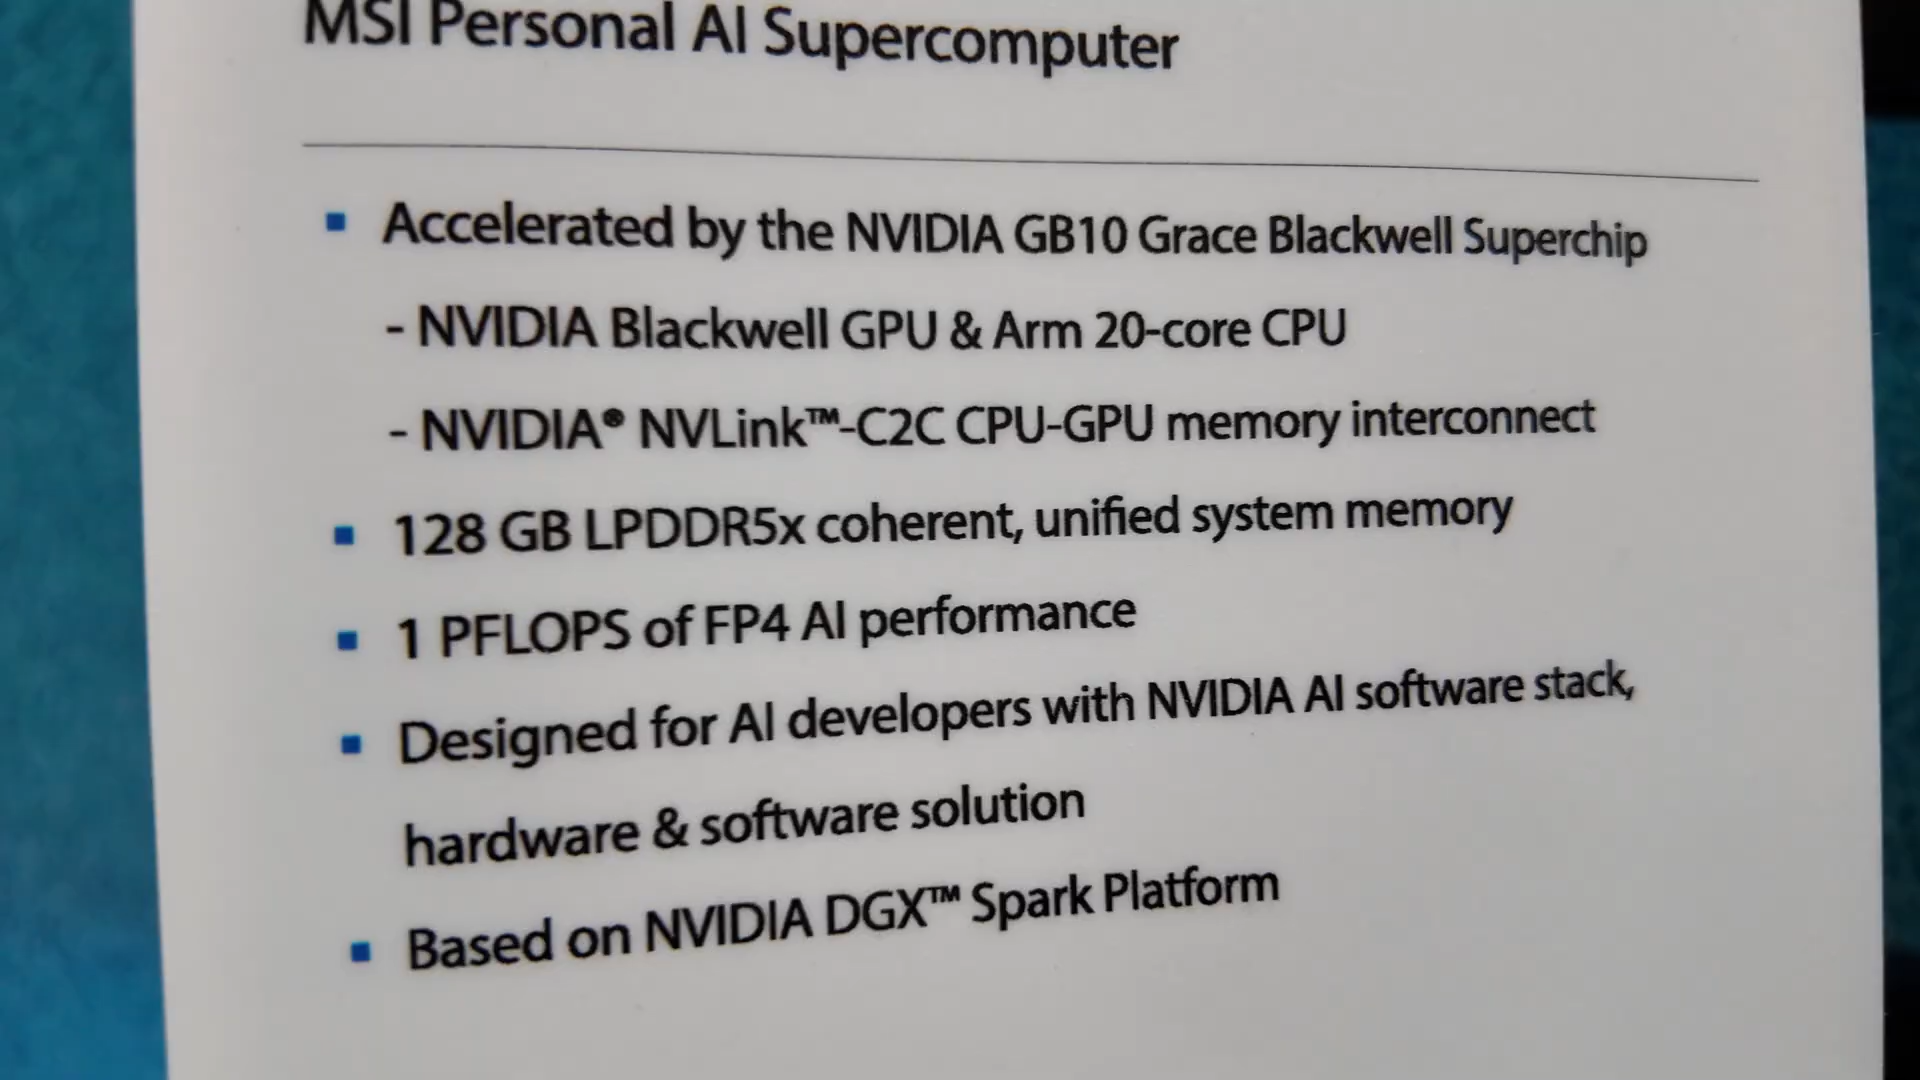 MSI Personal AI Supercomputer
▪ Accelerated by the NVIDIA GB10 Grace Blackwell Superchip
- NVIDIA Blackwell GPU & Arm 20-core CPU
- NVIDIA® NVLink™-C2C CPU-GPU memory interconnect
▪ 128 GB LPDDR5x coherent, unified system memory
▪ 1 PFLOPS of FP4 AI performance
▪ Designed for AI developers with NVIDIA AI software stack,
hardware & software solution
▪ Based on NVIDIA DGX™ Spark Platform